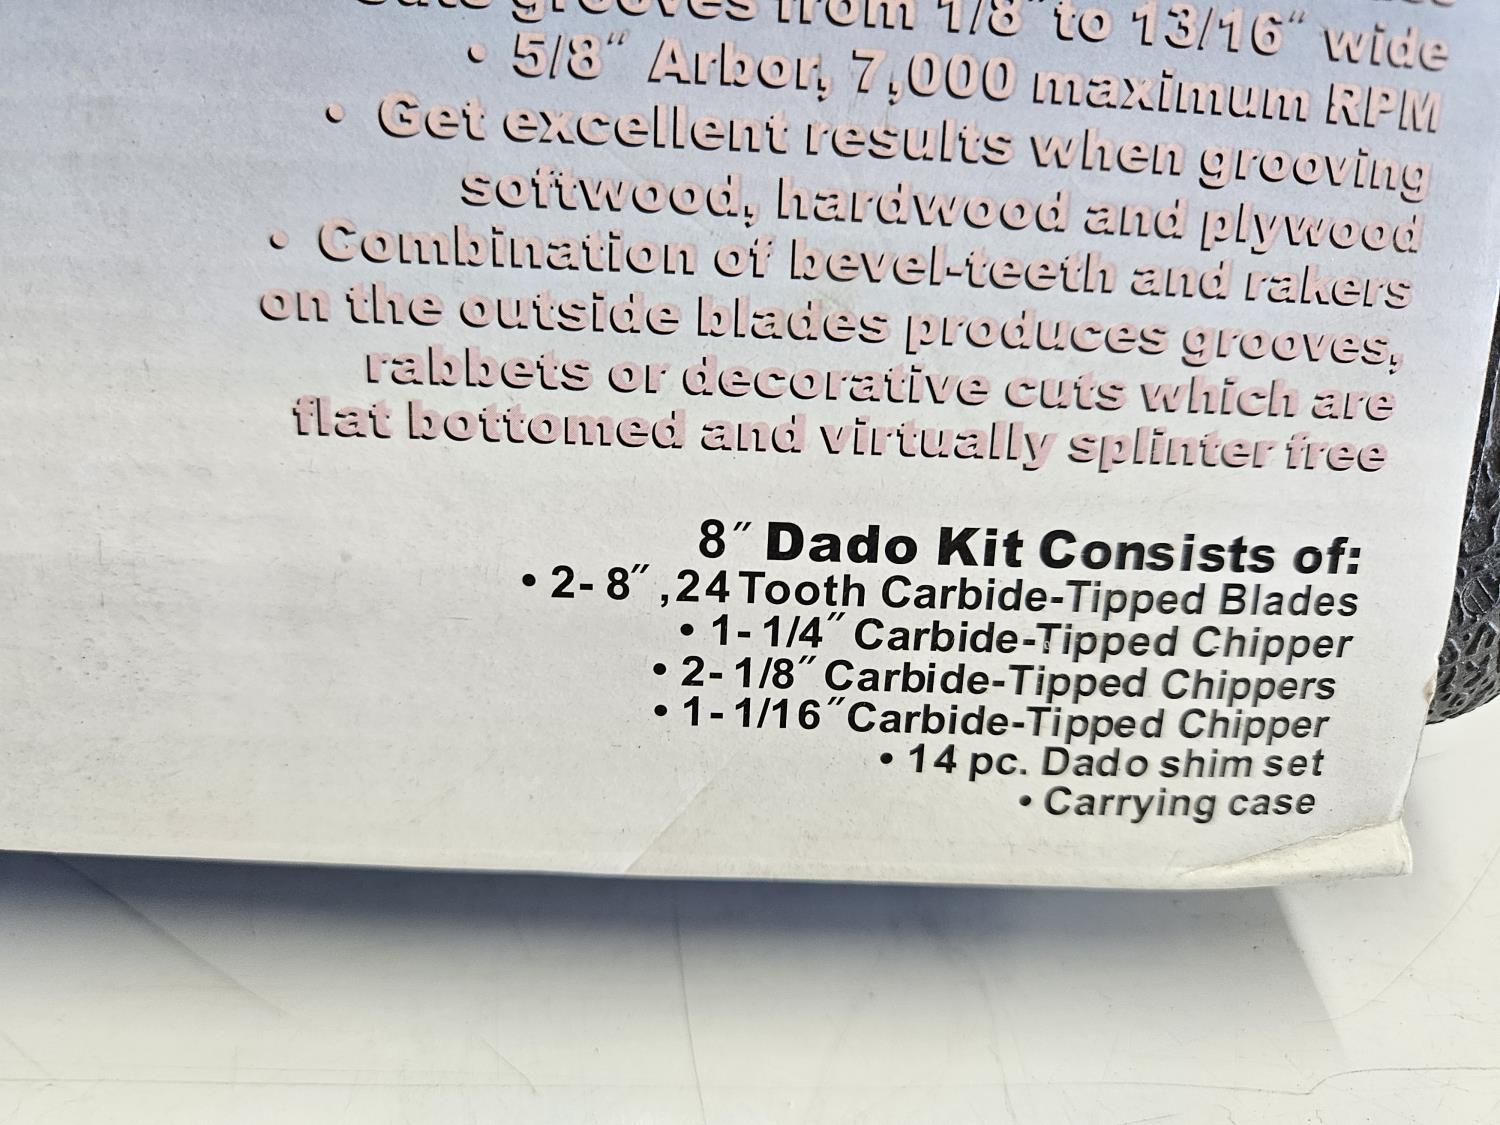 Cuts grooves from 1/8" to 13/16" wide
• 5/8" Arbor, 7,000 maximum RPM
• Get excellent results when grooving
softwood, hardwood and plywood
• Combination of bevel-teeth and rakers
on the outside blades produces grooves,
rabbets or decorative cuts which are
flat bottomed and virtually splinter free
8" Dado Kit Consists of:
• 2- 8" ,24 Tooth Carbide-Tipped Blades
• 1- 1/4" Carbide-Tipped Chipper
• 2- 1/8" Carbide-Tipped Chippers
• 1- 1/16" Carbide-Tipped Chipper
• 14 pc. Dado shim set
• Carrying case